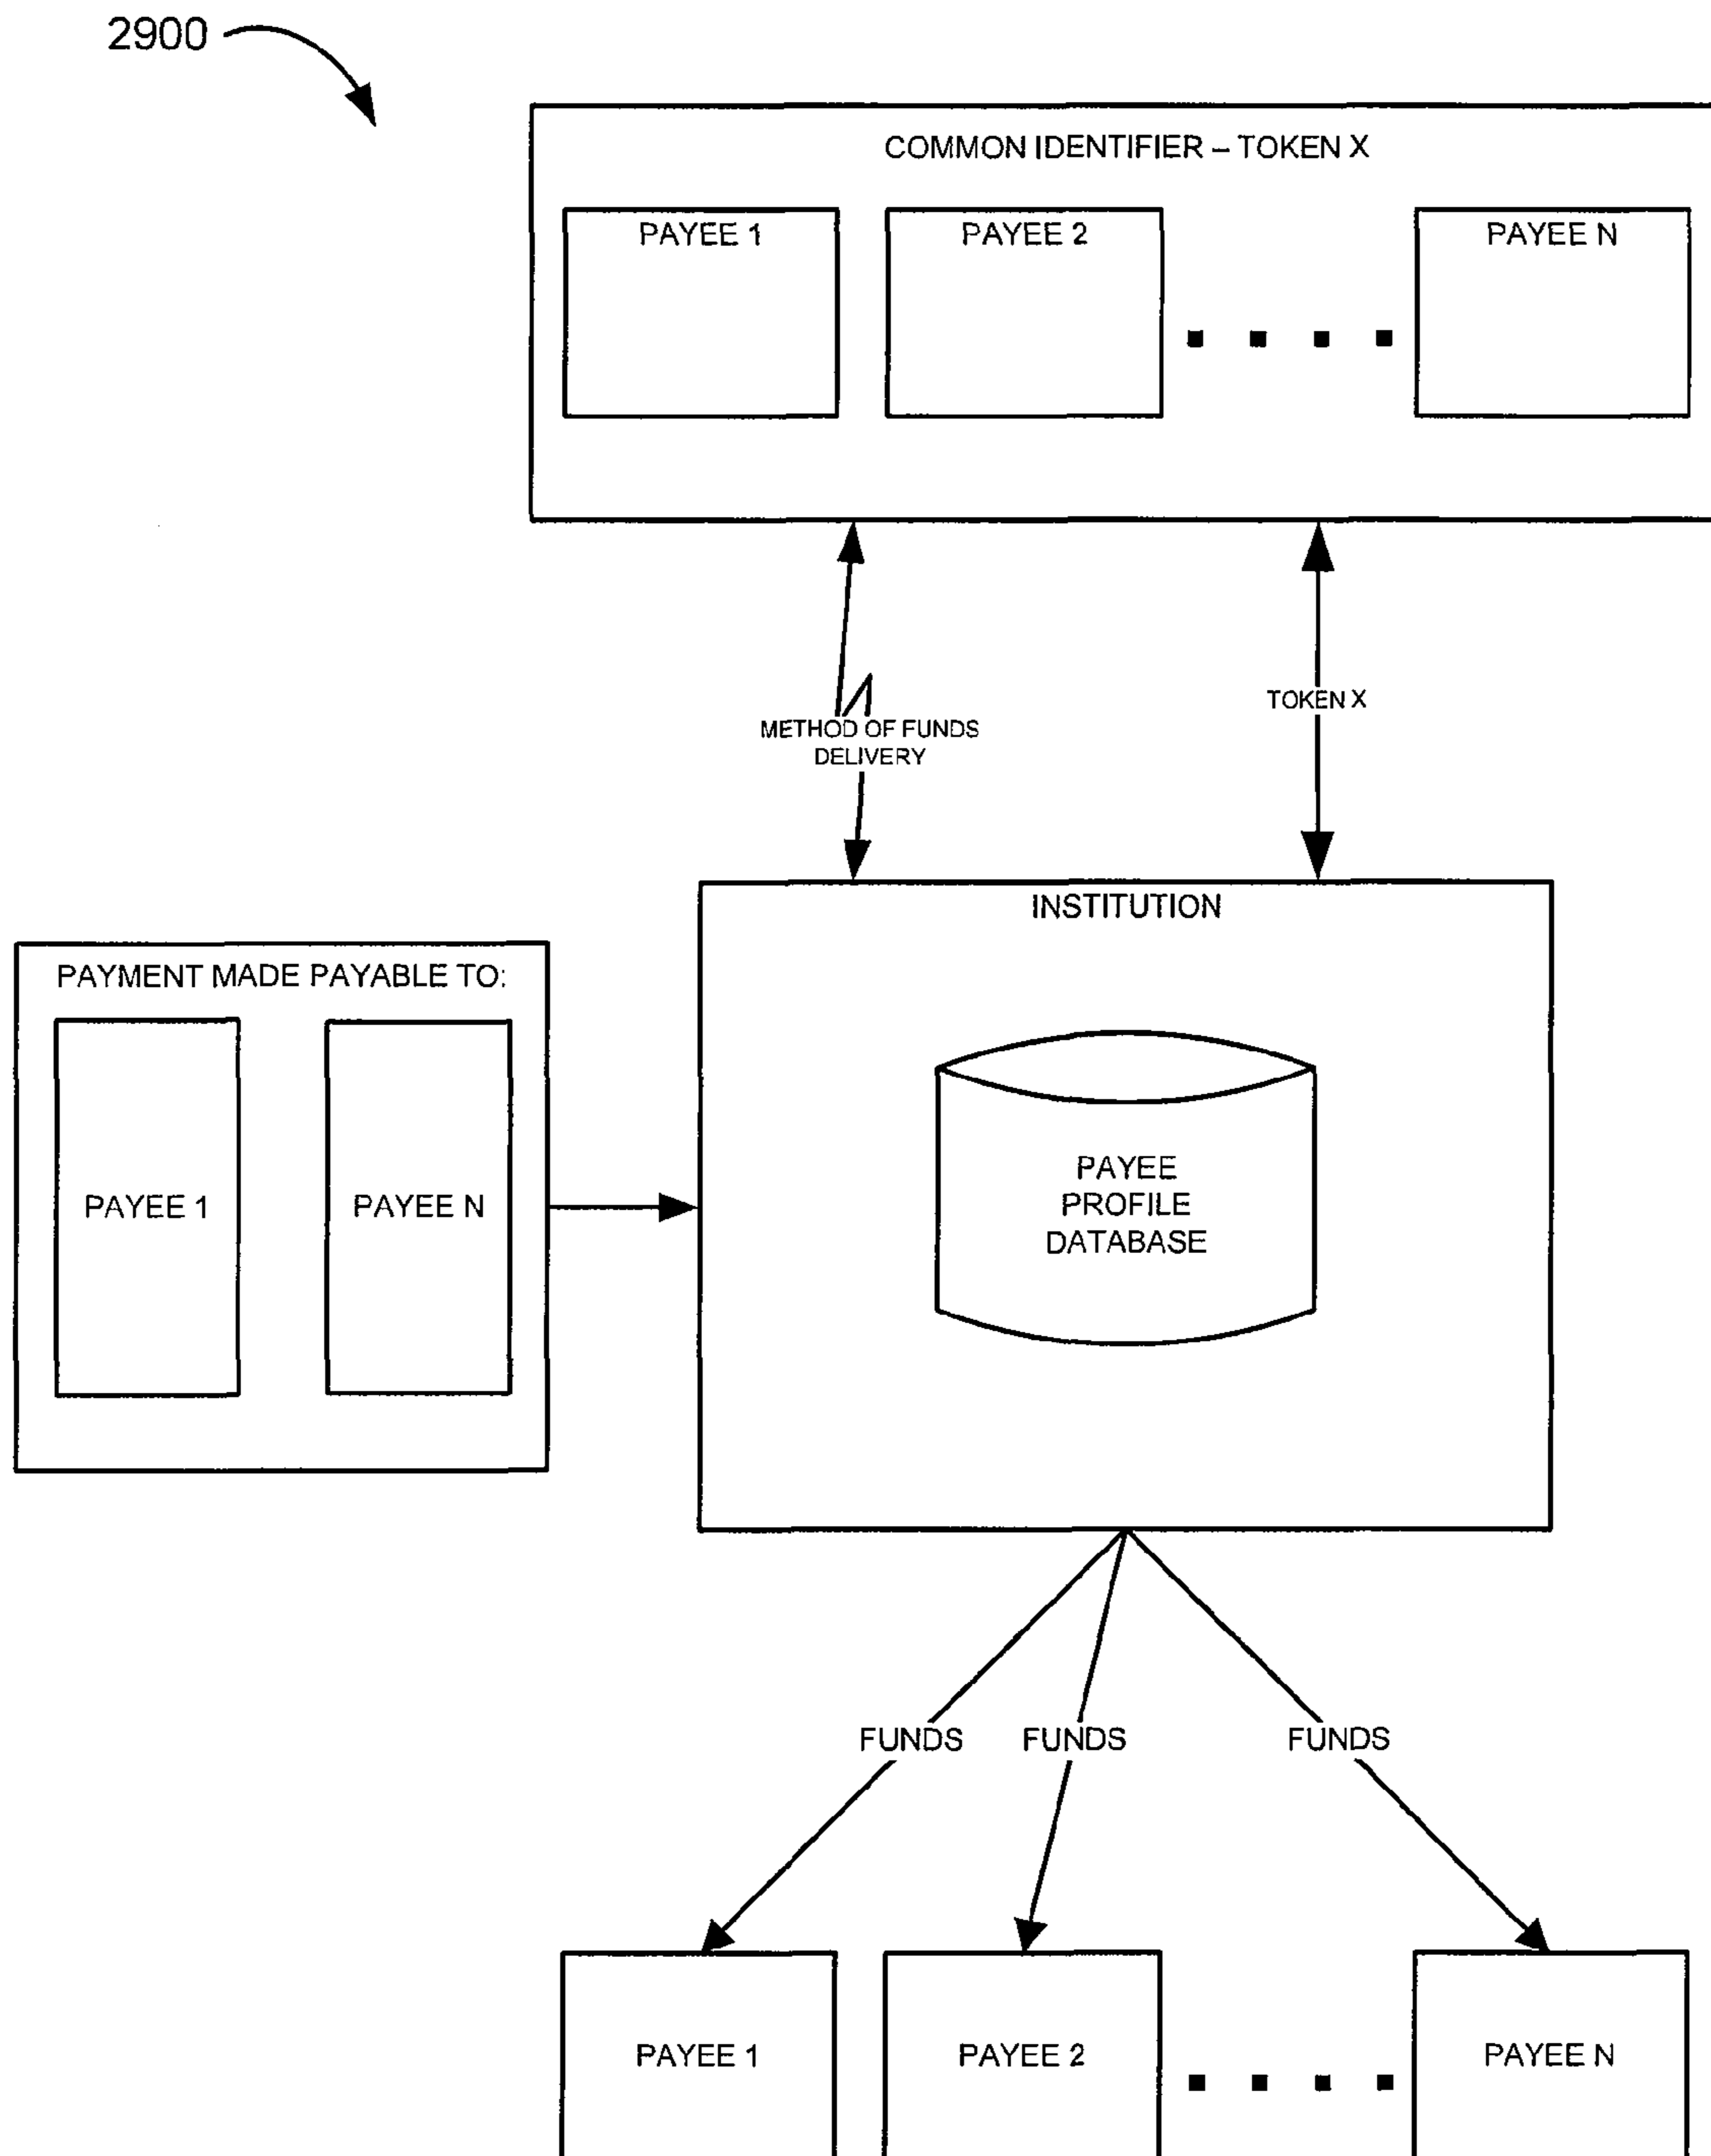 2900
COMMON IDENTIFIER – TOKEN X
PAYEE 1
PAYEE 2
PAYEE N
METHOD OF FUNDS
DELIVERY
TOKEN X
INSTITUTION
PAYMENT MADE PAYABLE TO:
PAYEE 1
PAYEE N
PAYEE
PROFILE
DATABASE
FUNDS
FUNDS
FUNDS
PAYEE 1
PAYEE 2
PAYEE N